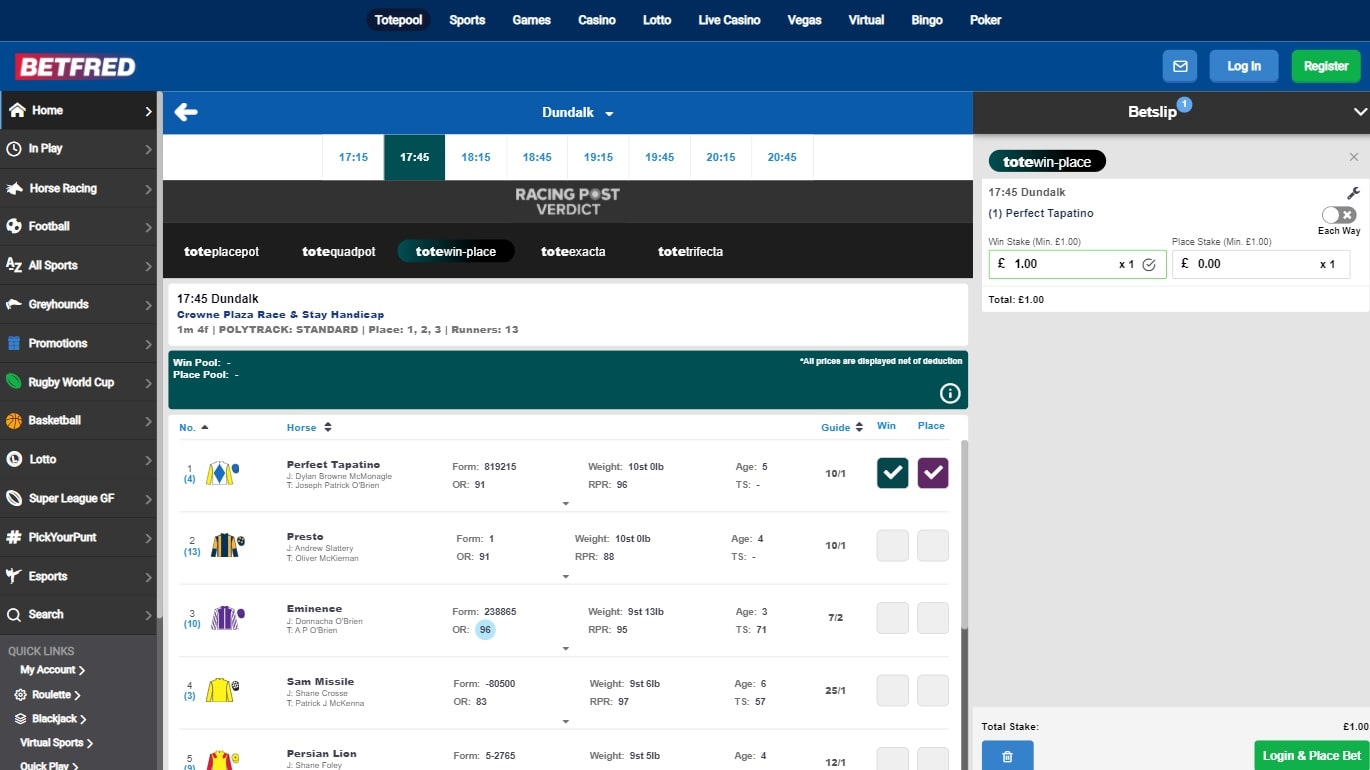 Totepool Sports Games Casino Lotto Live Casino Vegas Virtual Bingo Poker
BETFRED
Log In
Register
Home
In Play
Horse Racing
Football
All Sports
Greyhounds
Promotions
Rugby World Cup
Basketball
Lotto
Super League GF
PickYourPunt
Esports
Search
QUICK LINKS
My Account
Roulette
Blackjack
Virtual Sports
Quick Play
Dundalk
17:15 17:45 18:15 18:45 19:15 19:45 20:15 20:45
RACING POST
VERDICT
toteplacepot totequadpot totewin-place toteexacta totetrifecta
17:45 Dundalk
Crowne Plaza Race & Stay Handicap
1m 4f | POLYTRACK: STANDARD | Place: 1, 2, 3 | Runners: 13
Win Pool: -
Place Pool: -
*All prices are displayed net of deduction
No. Horse Guide Win Place
1
(4)
Perfect Tapatino
J: Dylan Browne McMonagle
T: Joseph Patrick O'Brien
Form: 819215
OR: 91
Weight: 10st 0lb
RPR: 96
Age: 5
TS: -
10/1
2
(13)
Presto
J: Andrew Slattery
T: Oliver McKiernan
Form: 1
OR: 91
Weight: 10st 0lb
RPR: 88
Age: 4
TS: -
10/1
3
(10)
Eminence
J: Donnacha O'Brien
T: A P O'Brien
Form: 238865
OR: 96
Weight: 9st 13lb
RPR: 95
Age: 3
TS: 71
7/2
4
(3)
Sam Missile
J: Shane Crosse
T: Patrick J McKenna
Form: -80500
OR: 83
Weight: 9st 6lb
RPR: 97
Age: 6
TS: 57
25/1
5
(9)
Persian Lion
J: Shane Foley
Form: 5-2765
Weight: 9st 5lb
Age: 4
12/1
Betslip 1
totewin-place
17:45 Dundalk
(1) Perfect Tapatino
Each Way
Win Stake (Min. £1.00) Place Stake (Min. £1.00)
£ 1.00 x 1 £ 0.00 x 1
Total: £1.00
Total Stake: £1.00
Login & Place Bet